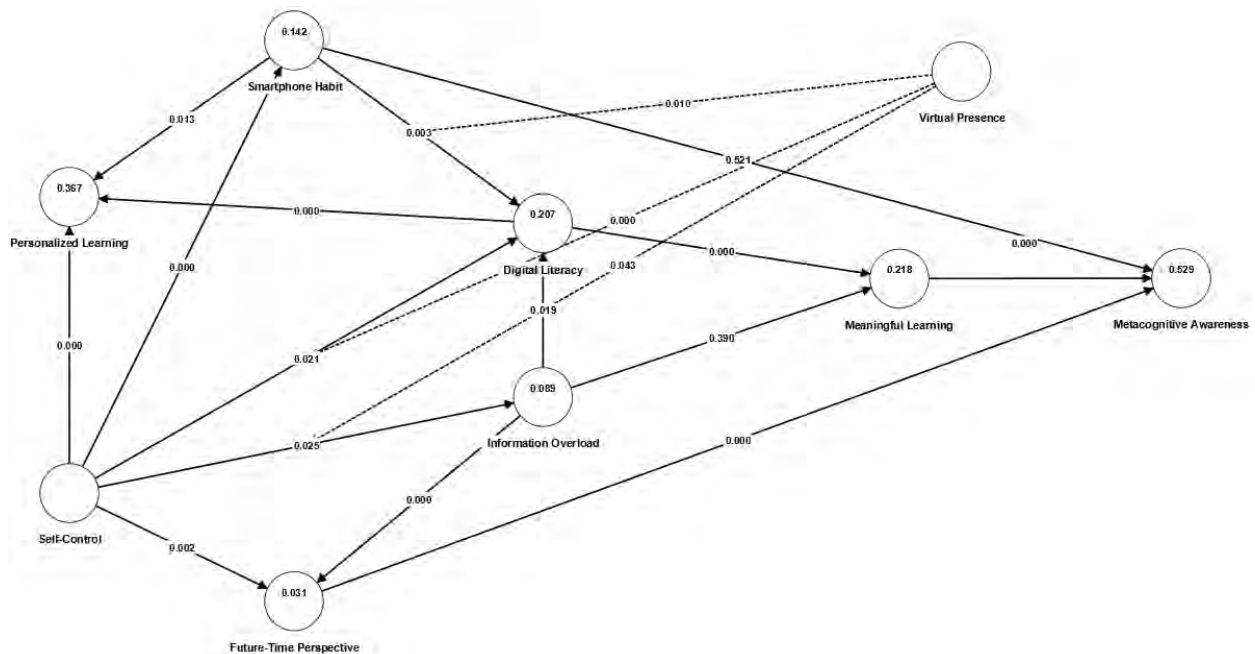 0.142
Smartphone Habit
Virtual Presence
0.010
0.013
0.003
0.521
0.367
Personalized Learning
0.000
0.207
Digital Literacy
0.000
0.000
0.000
0.043
0.000
0.218
Meaningful Learning
0.529
Metacognitive Awareness
0.000
0.021
0.019
0.390
0.089
Information Overload
0.025
0.000
0.000
Self-Control
0.002
0.031
Future-Time Perspective